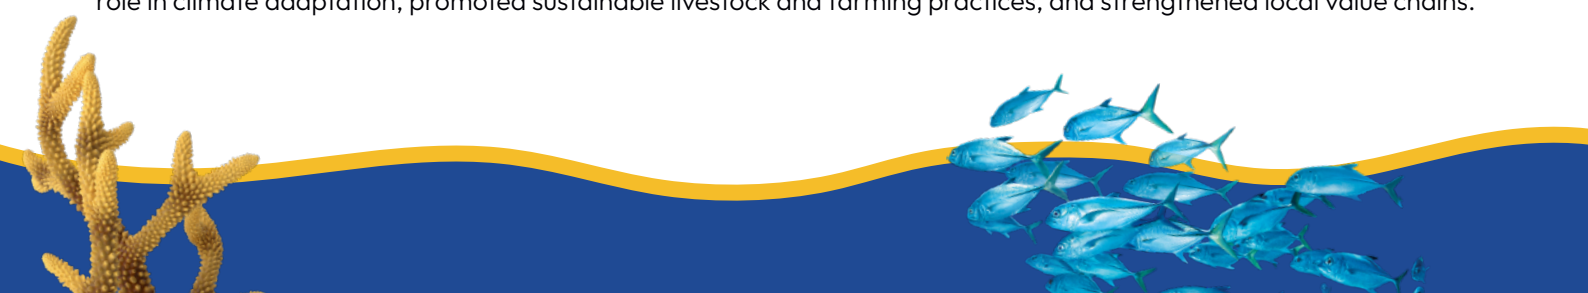 role in climate adaptation, promoted sustainable livestock and farming practices, and strengthened local value chains.